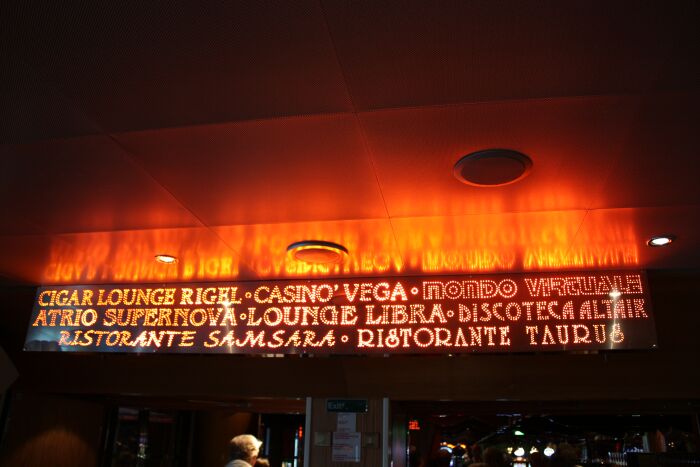 CIGAR LOUNGE RIGEL • CASINO' VEGA • MONDO VIRTUALE
ATRIO SUPERNOVA • LOUNGE LIBRA • DISCOTECA ALTAIR
RISTORANTE SAMSARA • RISTORANTE TAURUS